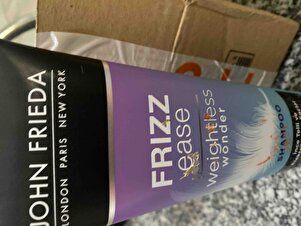 JOHN FRIEDA
LONDON PARIS NEW YORK
FRIZZ
ease
weightless
wonder
SHAMPOO